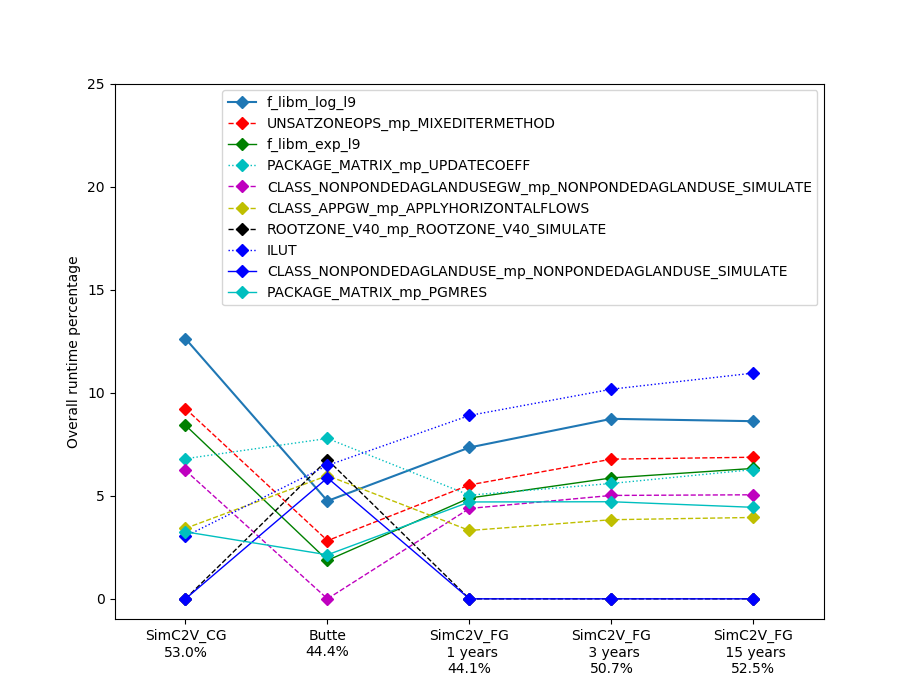 25
20
15
10
5
0
Overall runtime percentage
f_libm_log_l9
UNSATZONEOPS_mp_MIXEDITERMETHOD
f_libm_exp_l9
PACKAGE_MATRIX_mp_UPDATECOEFF
CLASS_NONPONDEDAGLANDUSEGW_mp_NONPONDEDAGLANDUSE_SIMULATE
CLASS_APPGW_mp_APPLYHORIZONTALFLOWS
ROOTZONE_V40_mp_ROOTZONE_V40_SIMULATE
ILUT
CLASS_NONPONDEDAGLANDUSE_mp_NONPONDEDAGLANDUSE_SIMULATE
PACKAGE_MATRIX_mp_PGMRES
SimC2V_CG
53.0%
Butte
44.4%
SimC2V_FG
1 years
44.1%
SimC2V_FG
3 years
50.7%
SimC2V_FG
15 years
52.5%